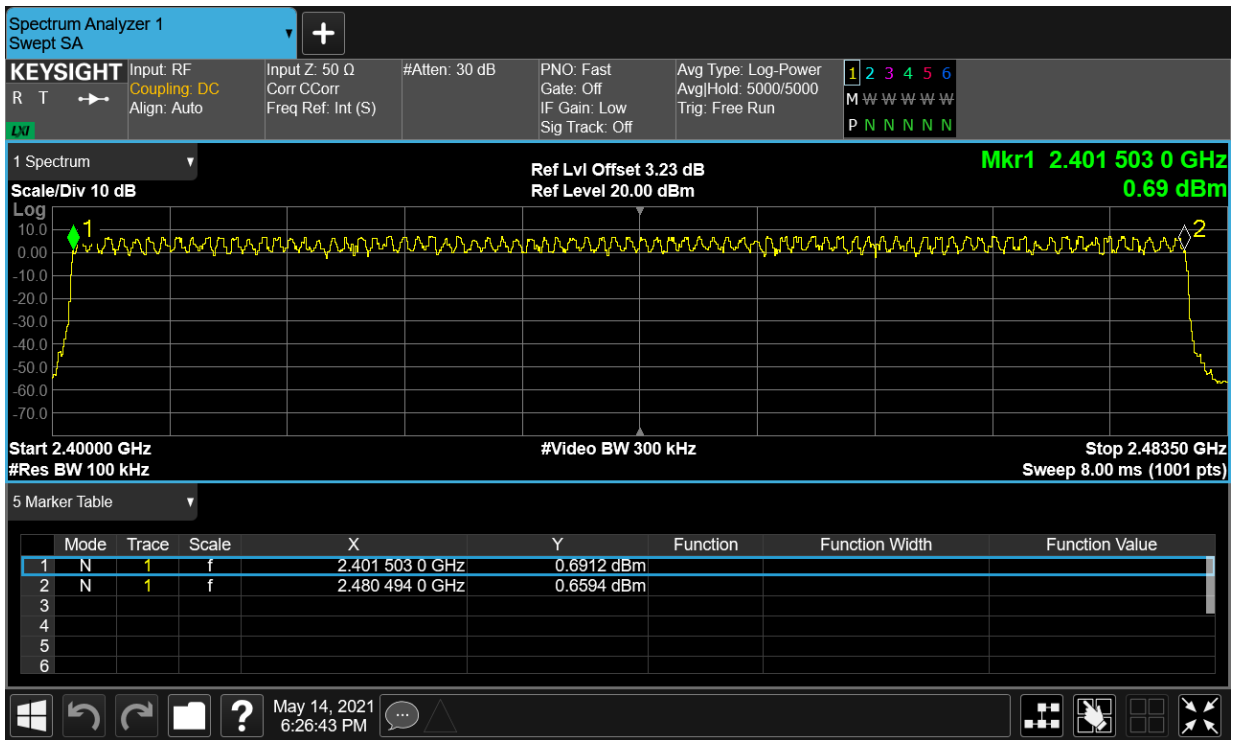 Spectrum Analyzer 1
Swept SA
KEYSIGHT
R T
LXI
Input: RF
Coupling: DC
Align: Auto
Input Z: 50 Ω
Corr CCorr
Freq Ref: Int (S)
#Atten: 30 dB
PNO: Fast
Gate: Off
IF Gain: Low
Sig Track: Off
Avg Type: Log-Power
Avg|Hold: 5000/5000
Trig: Free Run
1 2 3 4 5 6
M W W W W W
P N N N N N
1 Spectrum
Scale/Div 10 dB
Ref Lvl Offset 3.23 dB
Ref Level 20.00 dBm
Mkr1 2.401 503 0 GHz
0.69 dBm
Log
1
2
10.0
0.00
-10.0
-20.0
-30.0
-40.0
-50.0
-60.0
-70.0
Start 2.40000 GHz
#Video BW 300 kHz
Stop 2.48350 GHz
#Res BW 100 kHz
Sweep 8.00 ms (1001 pts)
5 Marker Table
Mode Trace Scale X Y Function Function Width Function Value
1 N 1 f 2.401 503 0 GHz 0.6912 dBm
2 N 1 f 2.480 494 0 GHz 0.6594 dBm
3
4
5
6
?
May 14, 2021
6:26:43 PM